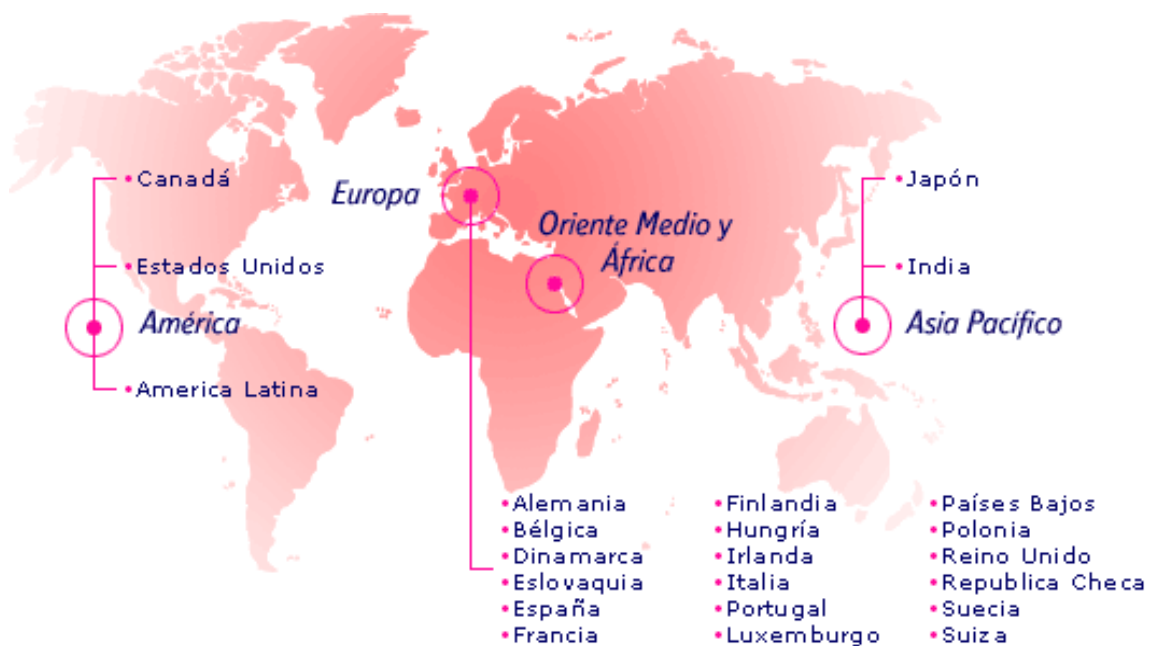 Canadá
Estados Unidos
América
America Latina
Europa
Oriente Medio y
África
Japón
India
Asia Pacífico
Alemania
Bélgica
Dinamarca
Eslovaquia
España
Francia
Finlandia
Hungría
Irlanda
Italia
Portugal
Luxemburgo
Países Bajos
Polonia
Reino Unido
Republica Checa
Suecia
Suiza